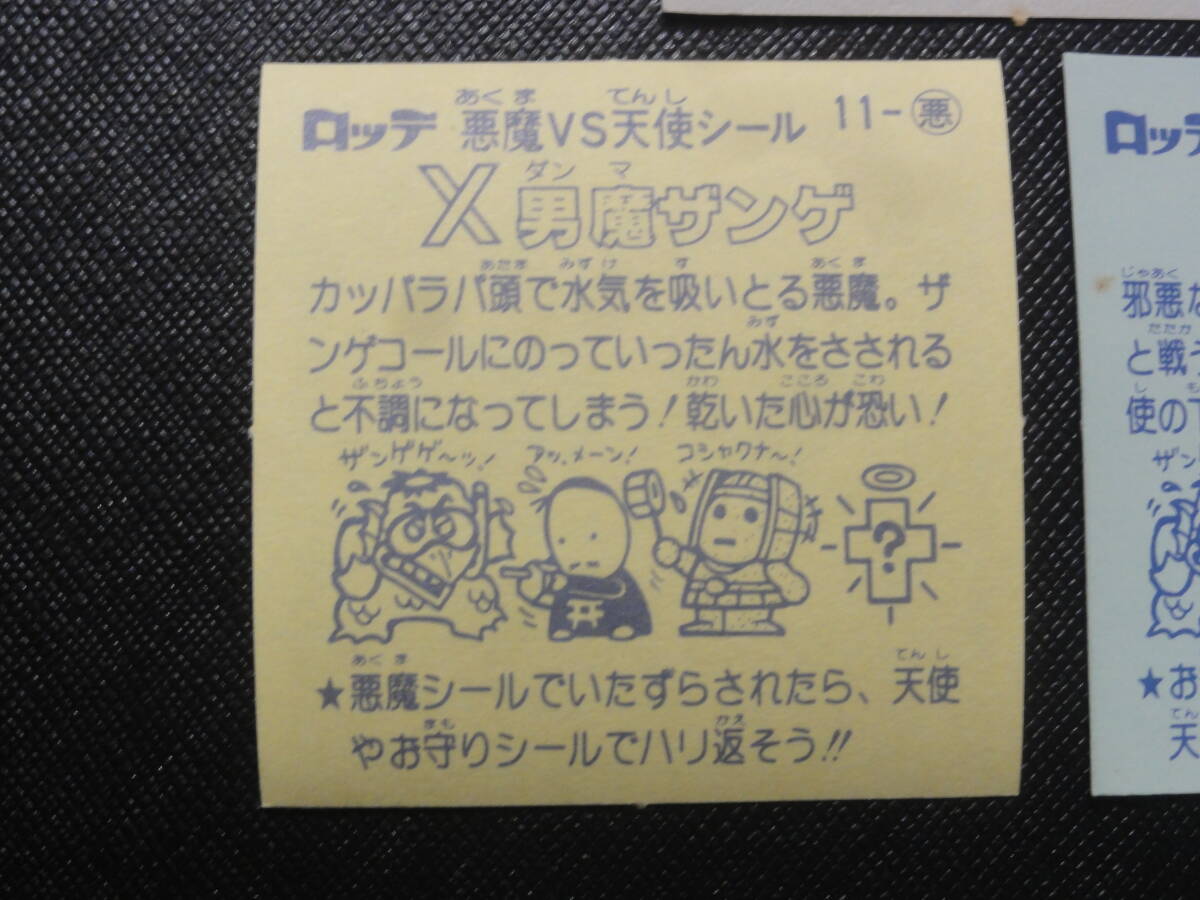 ロッテ 悪魔VS天使シール 11-悪
あくま てんし
X男魔ザンゲ
ダンマ
カッパラパ頭で水気を吸いとる悪魔。ザ
あたま みずけ す あくま
ンゲコールにのっていったん水をさされる
みず
と不調になってしまう!乾いた心が恐い!
ふちょう かわ こころ こわ
ザンゲゲ〜ッ! アッ、メーン! コシャクナ〜!
?
★悪魔シールでいたずらされたら、天使
あくま てんし
やお守りシールでハリ返そう!!
まも かえ
ロッテ
じゃあく
邪悪な
たたか
と戦う
し
使の
ザン
★お
てん
天